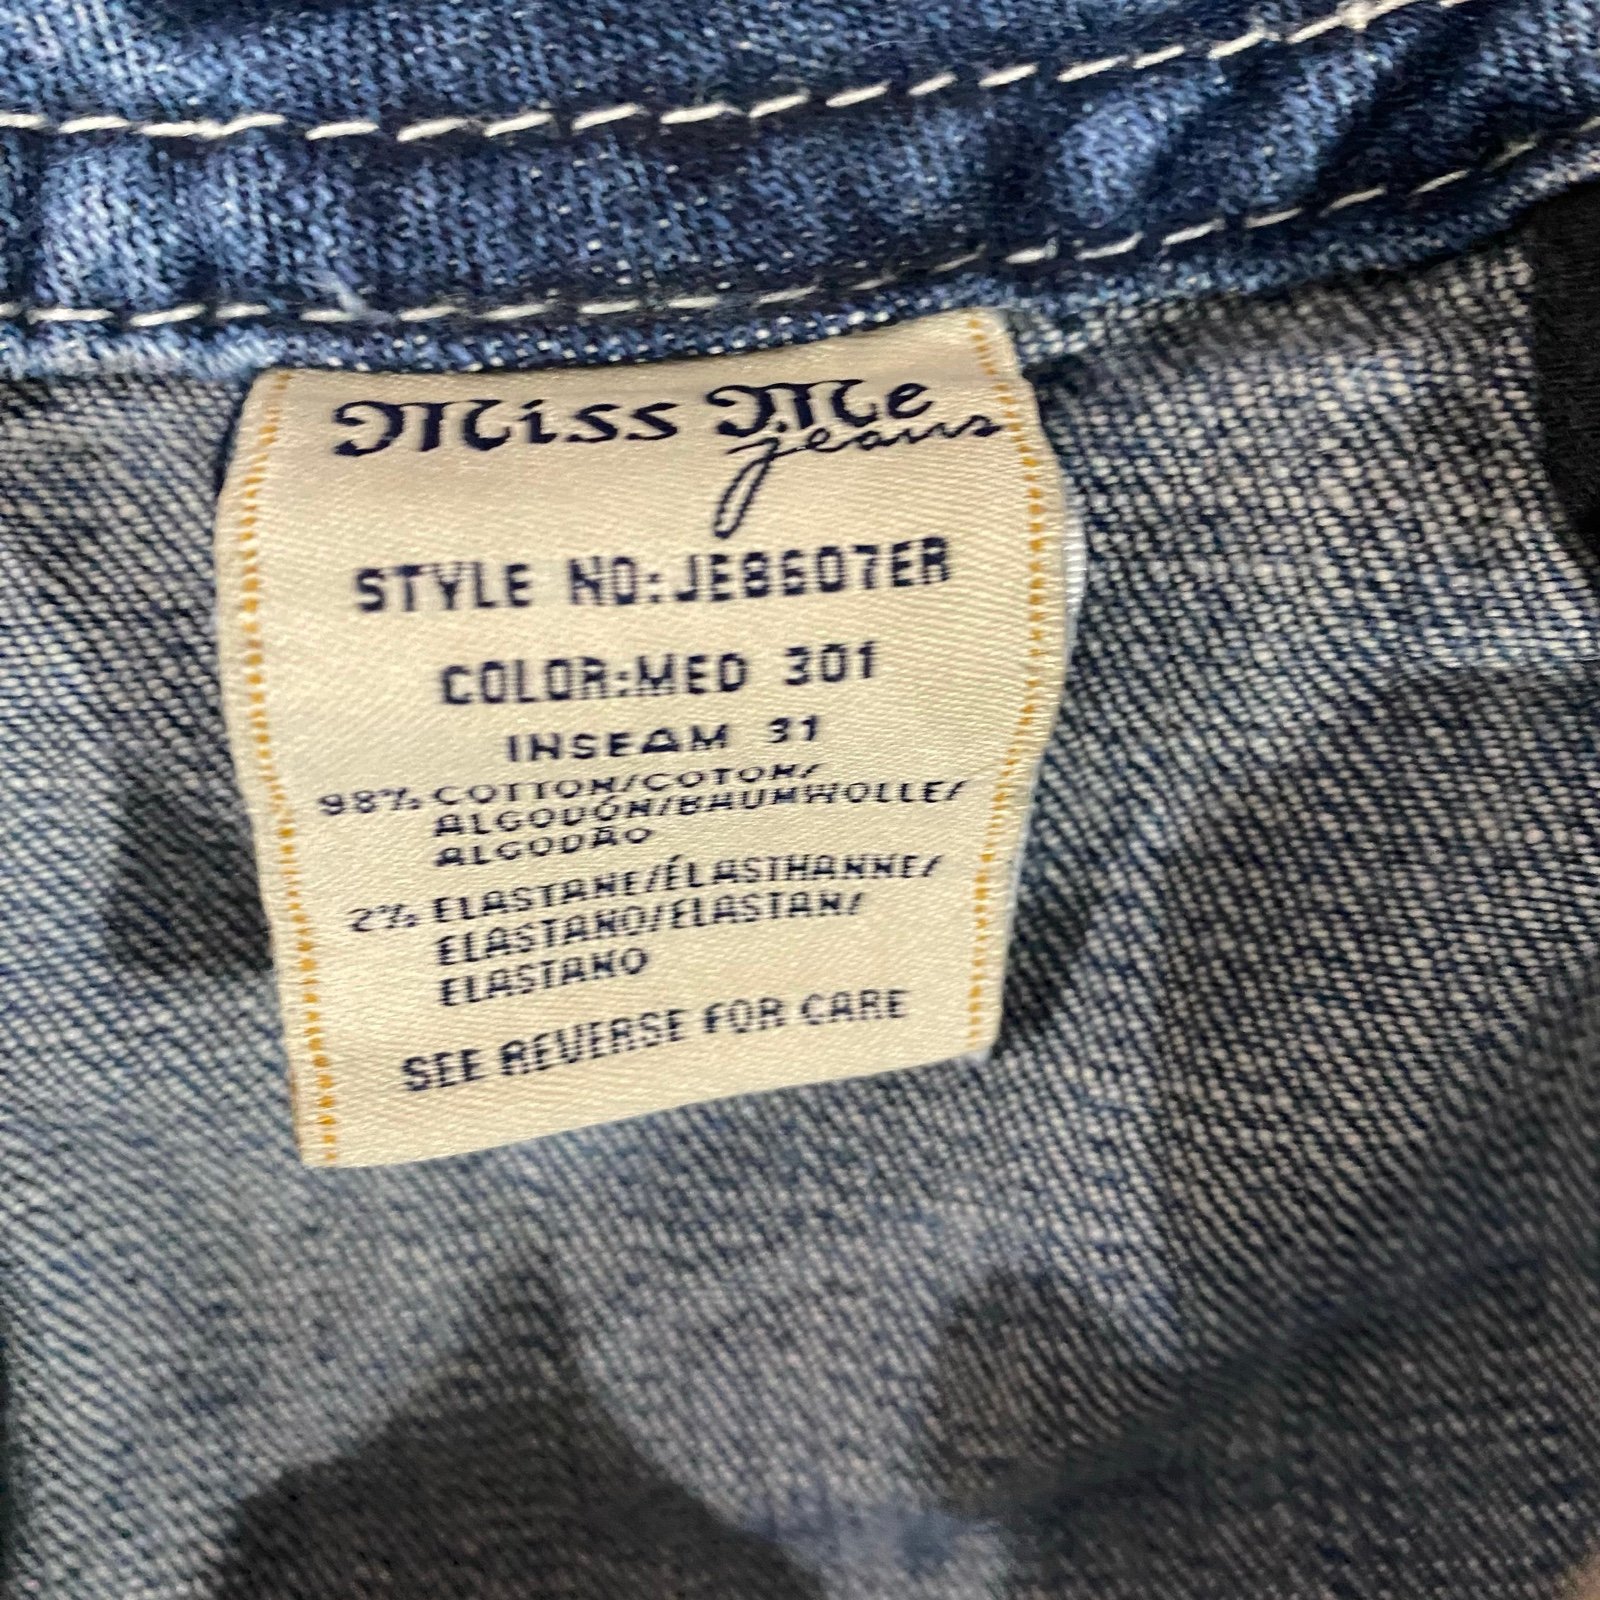 Miss Me
jeans
STYLE NO:JE8607ER
COLOR:MED 301
INSEAM 31
98% COTTON/COTON/
ALGODÓN/BAUMWOLLE/
ALGODÃO
2% ELASTANE/ÉLASTHANNE/
ELASTANO/ELASTAN/
ELASTANO
SEE REVERSE FOR CARE